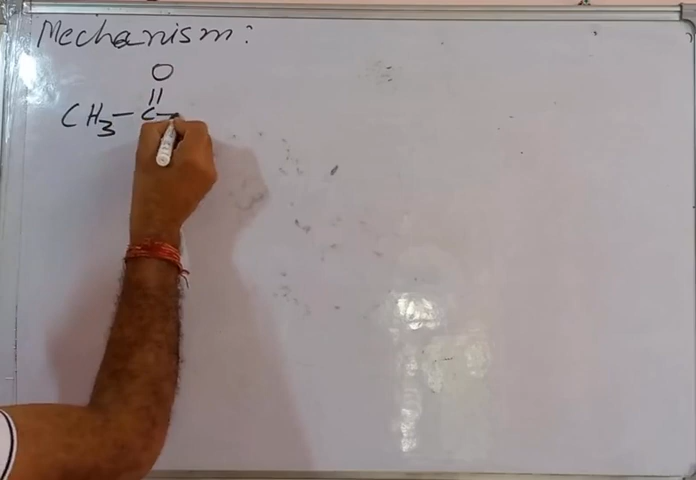 Mechanism:
O
||
CH₃-C-